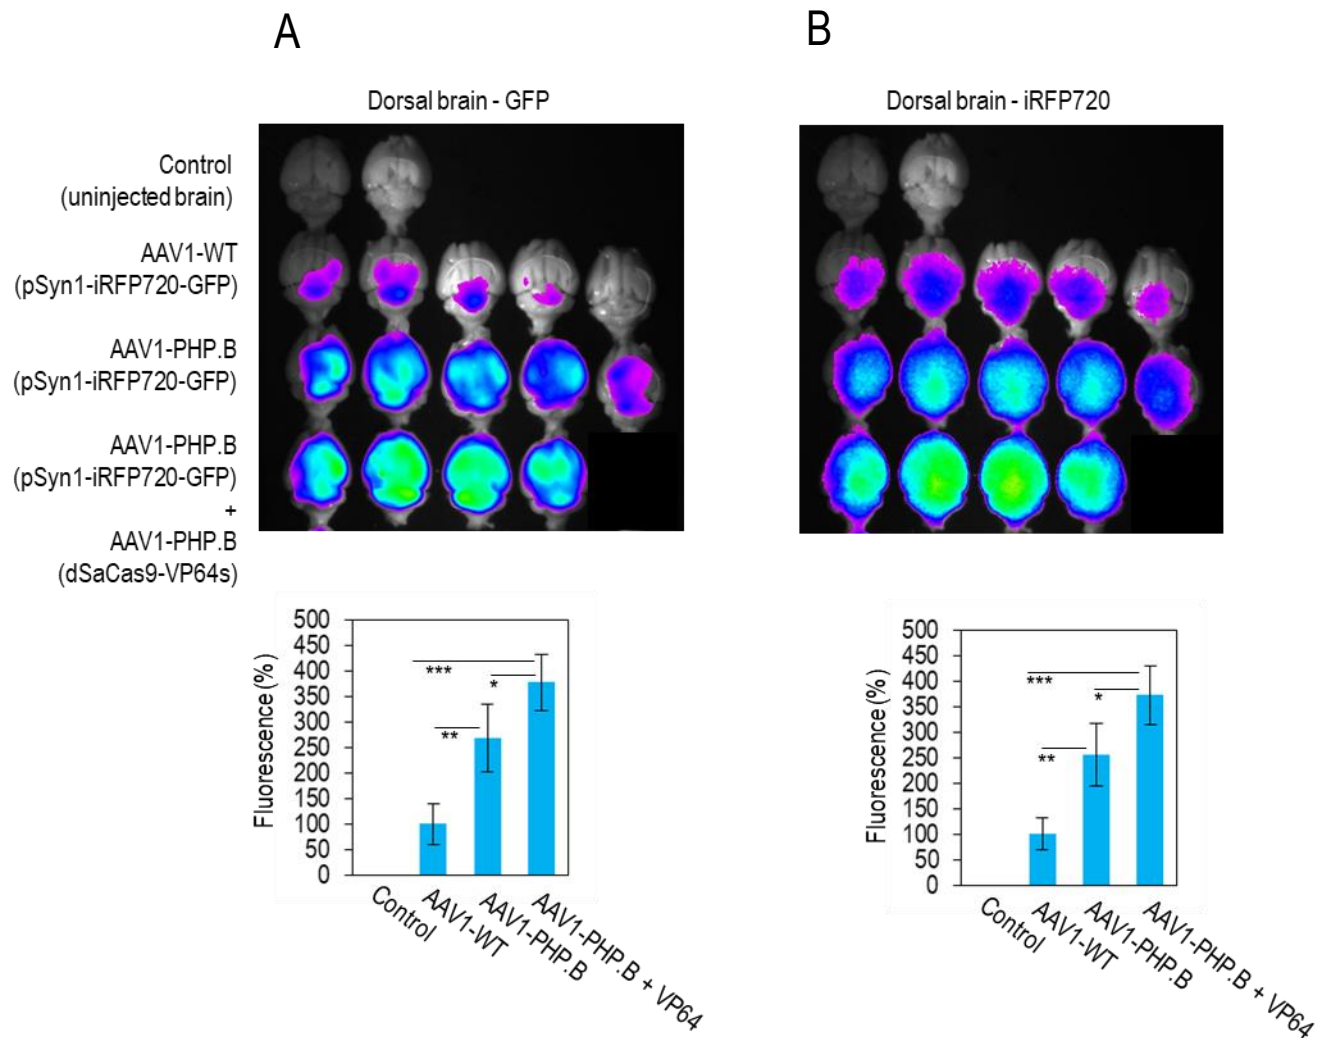 A
B
Dorsal brain - GFP
Dorsal brain - iRFP720
Control
(uninjected brain)
AAV1-WT
(pSyn1-iRFP720-GFP)
AAV1-PHP.B
(pSyn1-iRFP720-GFP)
AAV1-PHP.B
(pSyn1-iRFP720-GFP)
+
AAV1-PHP.B
(dSaCas9-VP64s)
Fluorescence (%)
500
450
400
350
300
250
200
150
100
50
0
***
*
**
Control
AAV1-WT
AAV1-PHP.B
AAV1-PHP.B + VP64
Fluorescence (%)
500
450
400
350
300
250
200
150
100
50
0
***
*
**
Control
AAV1-WT
AAV1-PHP.B
AAV1-PHP.B + VP64